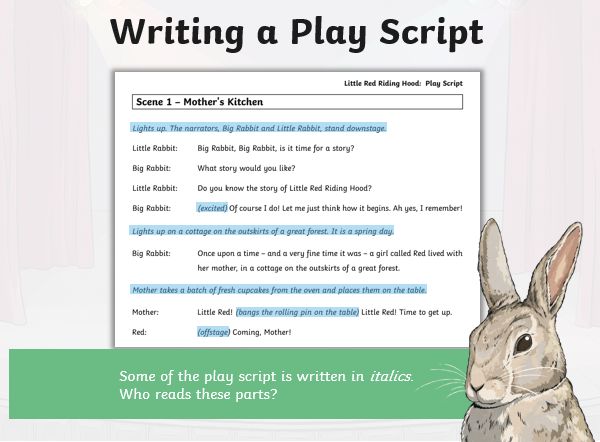 Writing a Play Script
Little Red Riding Hood: Play Script
Scene 1 – Mother's Kitchen
Lights up. The narrators, Big Rabbit and Little Rabbit, stand downstage.
Little Rabbit: Big Rabbit, Big Rabbit, is it time for a story?
Big Rabbit: What story would you like?
Little Rabbit: Do you know the story of Little Red Riding Hood?
Big Rabbit: (excited) Of course I do! Let me just think how it begins. Ah yes, I remember!
Lights up on a cottage on the outskirts of a great forest. It is a spring day.
Big Rabbit: Once upon a time – and a very fine time it was – a girl called Red lived with
her mother, in a cottage on the outskirts of a great forest.
Mother takes a batch of fresh cupcakes from the oven and places them on the table.
Mother: Little Red! (bangs the rolling pin on the table) Little Red! Time to get up.
Red: (offstage) Coming, Mother!
Some of the play script is written in italics.
Who reads these parts?